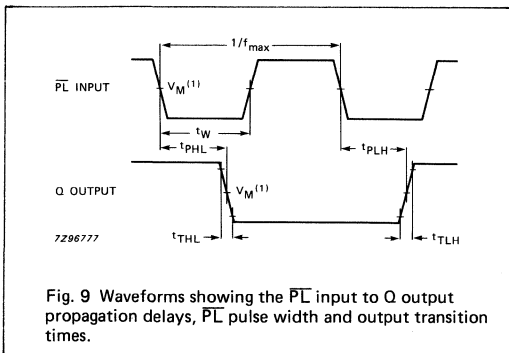 1/fmax
PL INPUT
VM(1)
tW
tPHL
tPLH
Q OUTPUT
VM(1)
7Z96777
tTHL
tTLH
Fig. 9 Waveforms showing the PL input to Q output
propagation delays, PL pulse width and output transition
times.